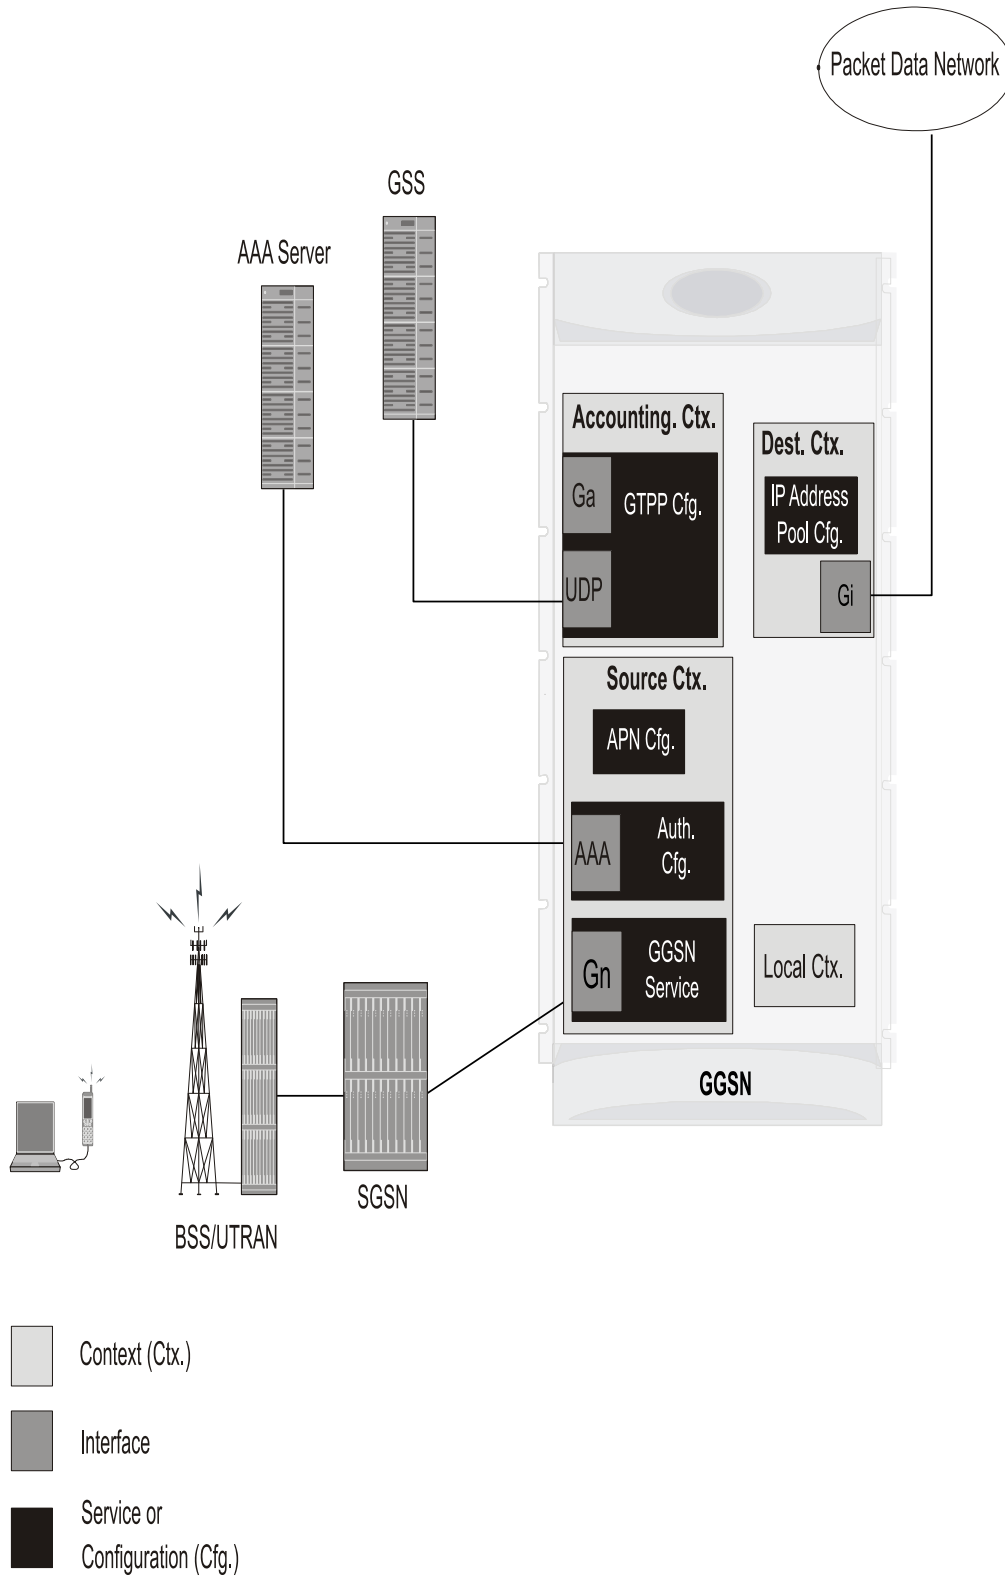 Packet Data Network
GSS
AAA Server
Accounting. Ctx.
Ga
GTPP Cfg.
UDP
Dest. Ctx.
IP Address
Pool Cfg.
Gi
Source Ctx.
APN Cfg.
AAA
Auth.
Cfg.
Gn
GGSN
Service
Local Ctx.
GGSN
SGSN
BSS/UTRAN
Context (Ctx.)
Interface
Service or
Configuration (Cfg.)